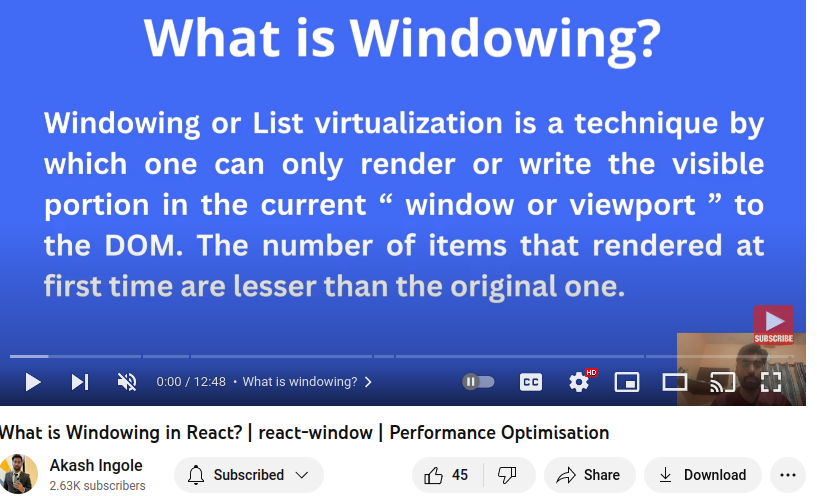 What is Windowing?
Windowing or List virtualization is a technique by
which one can only render or write the visible
portion in the current “ window or viewport ” to
the DOM. The number of items that rendered at
first time are lesser than the original one.
SUBSCRIBE
0:00 / 12:48 • What is windowing?
CC
HD
What is Windowing in React? | react-window | Performance Optimisation
Akash Ingole
2.63K subscribers
Subscribed
45
Share
Download